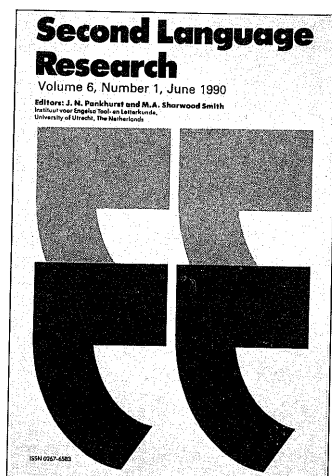 Second Language
Research
Volume 6, Number 1, June 1990
Editors: J. N. Pankhurst and M.A. Sharwood Smith
Instituut voor Engelse Taal- en Letterkunde,
University of Utrecht, The Netherlands
ISSN 0267-6583